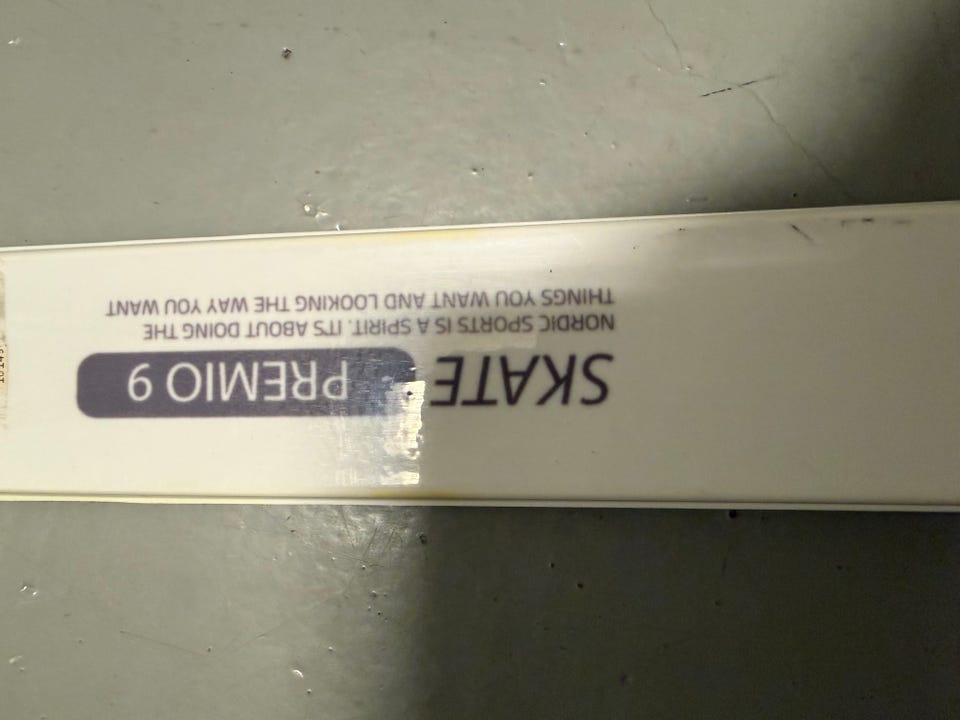 SKATE PREMIO 9
NORDIC SPORTS IS A SPIRIT. IT'S ABOUT DOING THE
THINGS YOU WANT AND LOOKING THE WAY YOU WANT